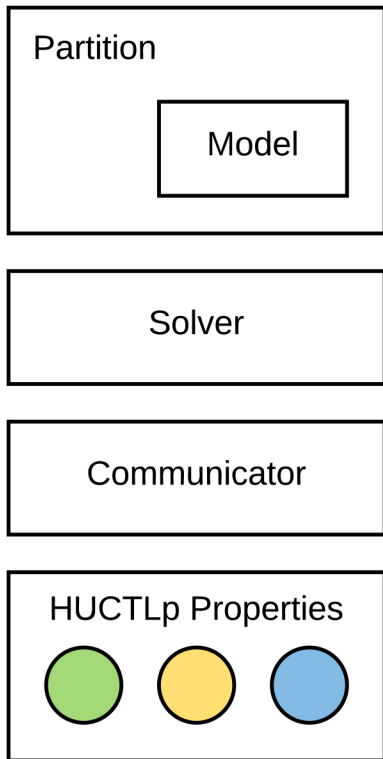 Partition
Model
Solver
Communicator
HUCTLp Properties